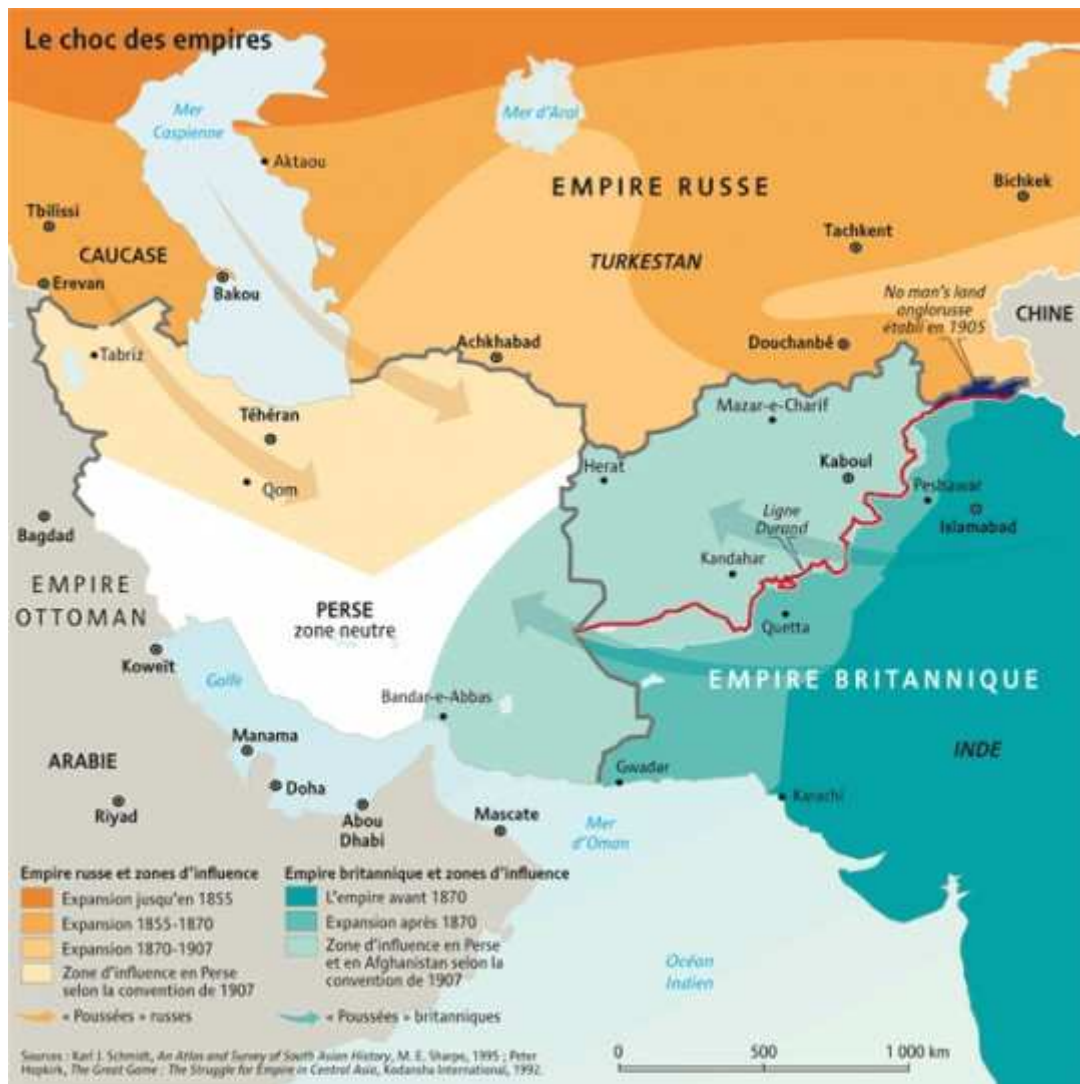 Le choc des empires
Mer
Caspienne
Mer d'Aral
Aktaou
EMPIRE RUSSE
Bichkek
Tbilissi
Tachkent
CAUCASE
TURKESTAN
Erevan
Bakou
No man's land
anglorusse
établi en 1905
CHINE
Achkhabad
Douchanbé
Tabriz
Mazar-e-Charif
Téhéran
Herat
Kaboul
Qom
Peshawar
Bagdad
Ligne
Durand
Islamabad
Kandahar
EMPIRE
OTTOMAN
PERSE
zone neutre
Quetta
Koweït
Golfe
EMPIRE BRITANNIQUE
Bandar-e-Abbas
Manama
INDE
ARABIE
Gwadar
Doha
Karachi
Riyad
Abou
Dhabi
Mascate
Mer
d'Oman
Empire russe et zones d'influence
Expansion jusqu'en 1855
Expansion 1855-1870
Expansion 1870-1907
Zone d'influence en Perse
selon la convention de 1907
« Poussées » russes
Empire britannique et zones d'influence
L'empire avant 1870
Expansion après 1870
Zone d'influence en Perse
et en Afghanistan selon la
convention de 1907
« Poussées » britanniques
Océan
Indien
Sources : Karl J. Schmidt, An Atlas and Survey of South Asian History, M. E. Sharpe, 1995 ; Peter
Hopkirk, The Great Game : The Struggle for Empire in Central Asia, Kodansha International, 1992.
0 500 1 000 km